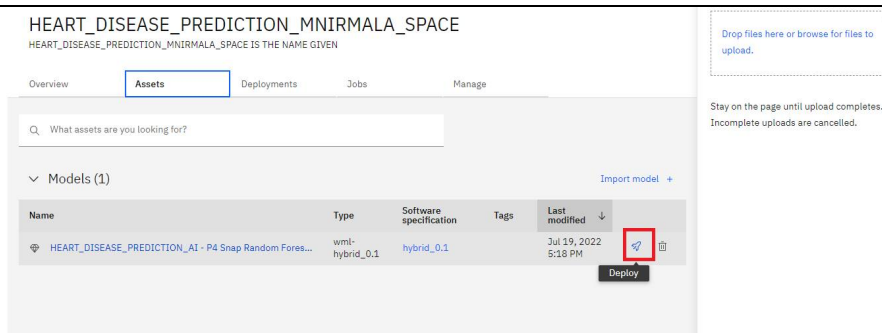 HEART_DISEASE_PREDICTION_MNIRMALA_SPACE
HEART_DISEASE_PREDICTION_MNIRMALA_SPACE IS THE NAME GIVEN
Overview Assets Deployments Jobs Manage
What assets are you looking for?
Models (1)
Import model +
Name Type Software specification Tags Last modified
HEART_DISEASE_PREDICTION_AI - P4 Snap Random Fores... wml-hybrid_0.1 hybrid_0.1 Jul 19, 2022 5:18 PM
Deploy
Drop files here or browse for files to
upload.
Stay on the page until upload completes.
Incomplete uploads are cancelled.